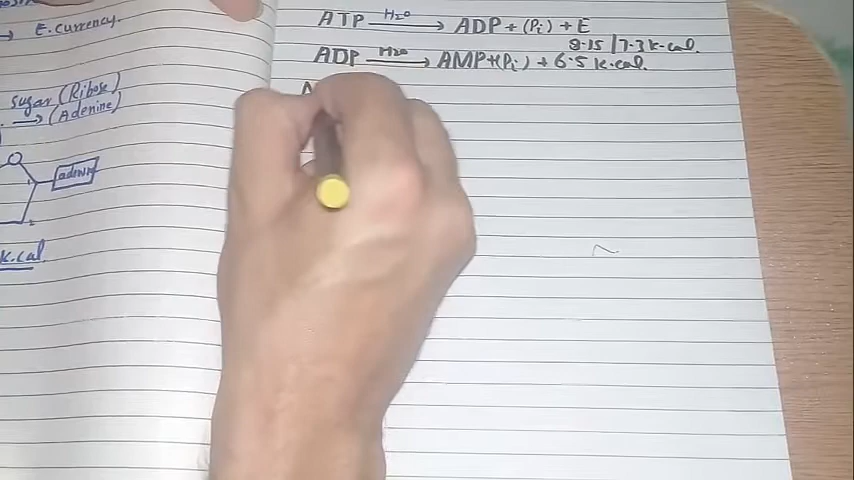 → E.currency.
Sugar (Ribose)
→ (Adenine)
adenine
k.cal
ATP H₂O → ADP + (Pi) + E
8.15 / 7.3 k-cal.
ADP H₂O → AMP+(Pi) + 6.5 k.cal.
A